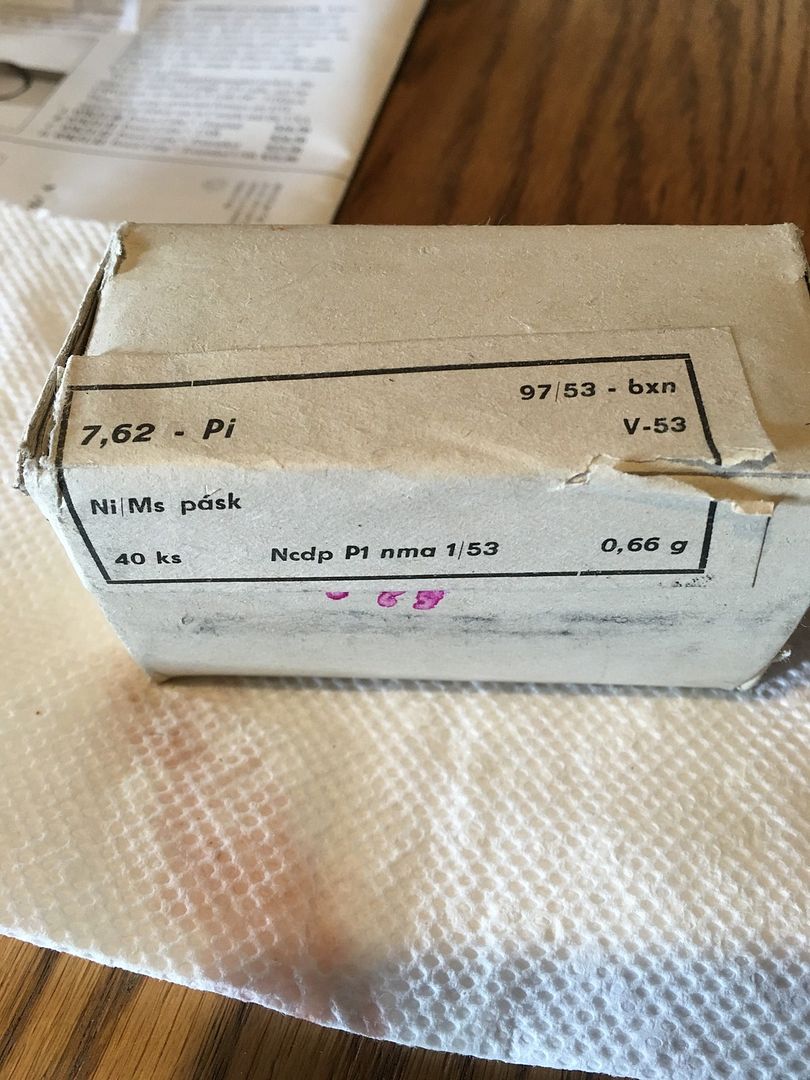 97/53 - bxn
7,62 - Pi
V-53
Ni/Ms pásk
40 ks
Ncdp P1 nma 1/53
0,66 g